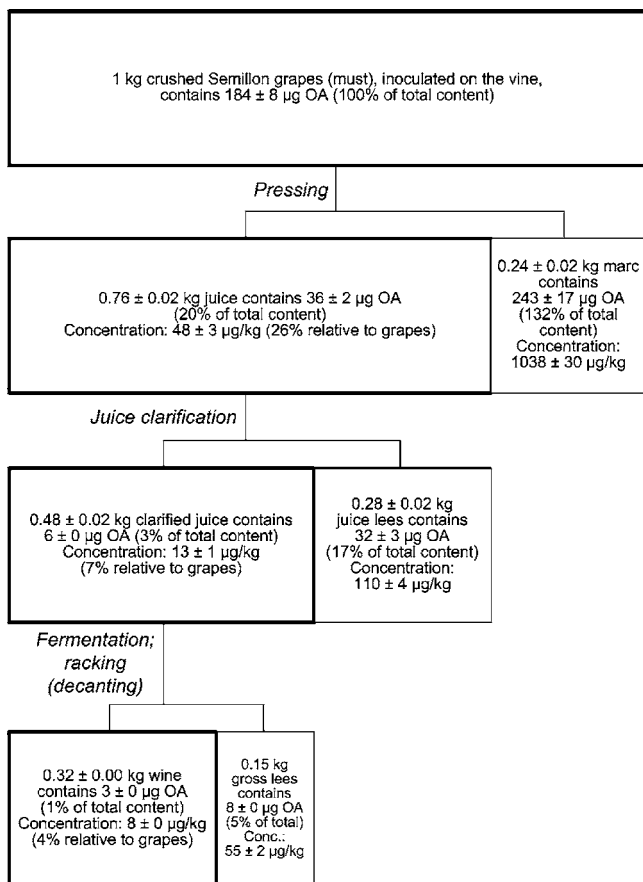 1 kg crushed Semillon grapes (must), inoculated on the vine,
contains 184 ± 8 µg OA (100% of total content)
Pressing
0.76 ± 0.02 kg juice contains 36 ± 2 µg OA
(20% of total content)
Concentration: 48 ± 3 µg/kg (26% relative to grapes)
0.24 ± 0.02 kg marc
contains
243 ± 17 µg OA
(132% of total
content)
Concentration:
1038 ± 30 µg/kg
Juice clarification
0.48 ± 0.02 kg clarified juice contains
6 ± 0 µg OA (3% of total content)
Concentration: 13 ± 1 µg/kg
(7% relative to grapes)
0.28 ± 0.02 kg
juice lees contains
32 ± 3 µg OA
(17% of total content)
Concentration:
110 ± 4 µg/kg
Fermentation;
racking
(decanting)
0.32 ± 0.00 kg wine
contains 3 ± 0 µg OA
(1% of total content)
Concentration: 8 ± 0 µg/kg
(4% relative to grapes)
0.15 kg
gross lees
contains
8 ± 0 µg OA
(5% of total)
Conc.:
55 ± 2 µg/kg